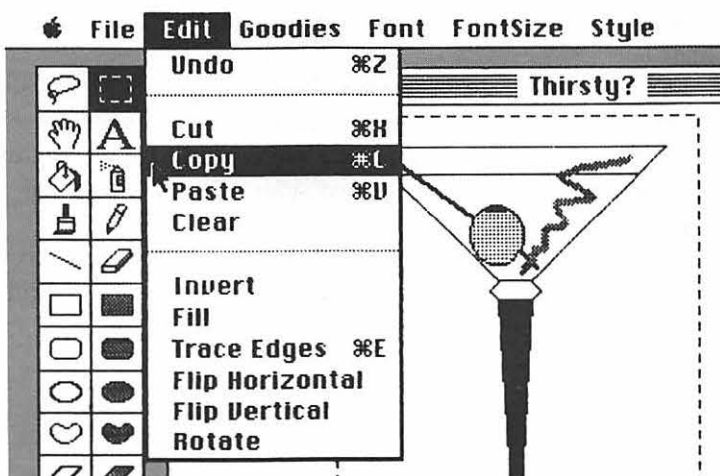 File Edit Goodies Font FontSize Style
Thirsty?
Undo ⌘Z
Cut ⌘X
Copy ⌘C
Paste ⌘V
Clear
Invert
Fill
Trace Edges ⌘E
Flip Horizontal
Flip Vertical
Rotate
A